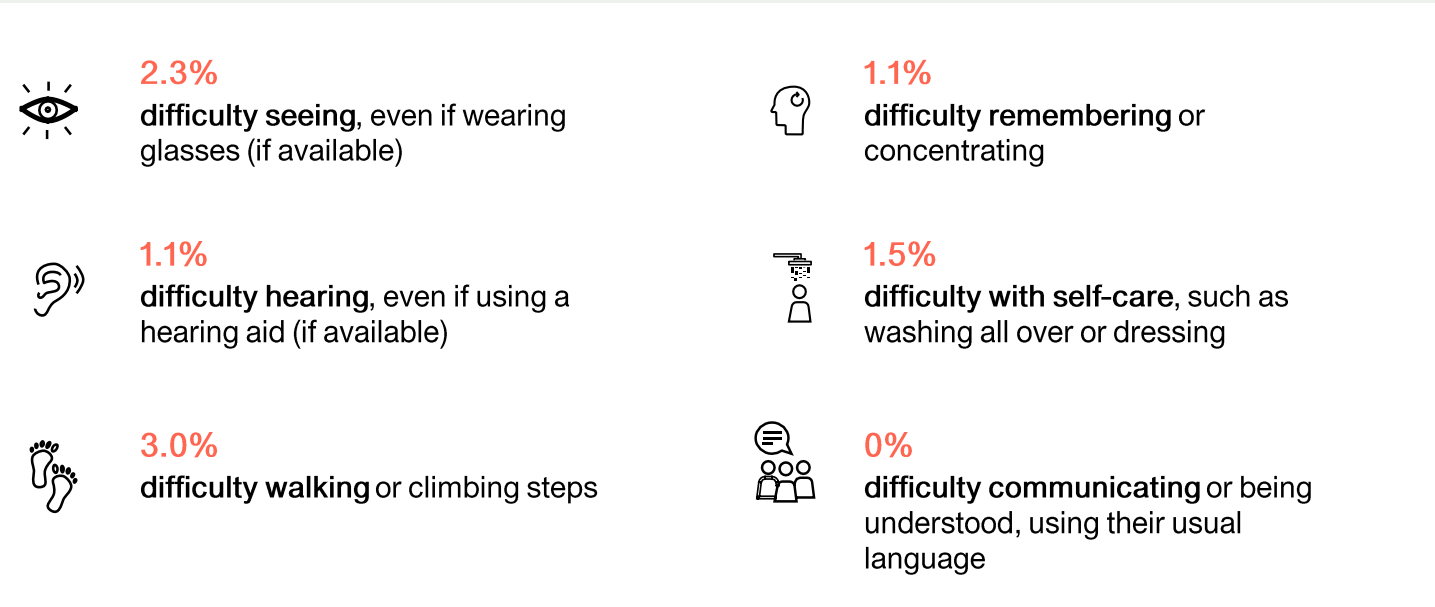 2.3%
difficulty seeing, even if wearing
glasses (if available)
1.1%
difficulty hearing, even if using a
hearing aid (if available)
3.0%
difficulty walking or climbing steps
1.1%
difficulty remembering or
concentrating
1.5%
difficulty with self-care, such as
washing all over or dressing
0%
difficulty communicating or being
understood, using their usual
language